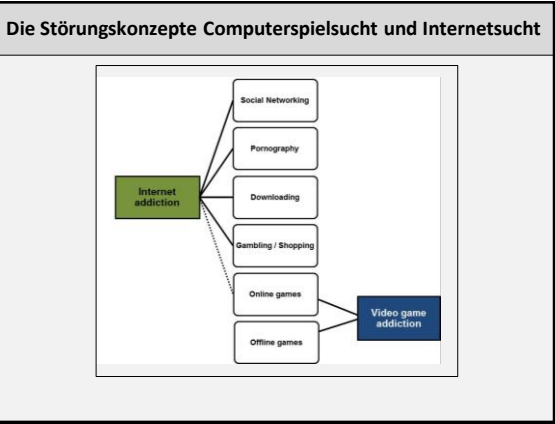 Die Störungskonzepte Computerspielsucht und Internetsucht
Social Networking
Pornography
Internet
addiction
Downloading
Gambling / Shopping
Online games
Video game
addiction
Offline games